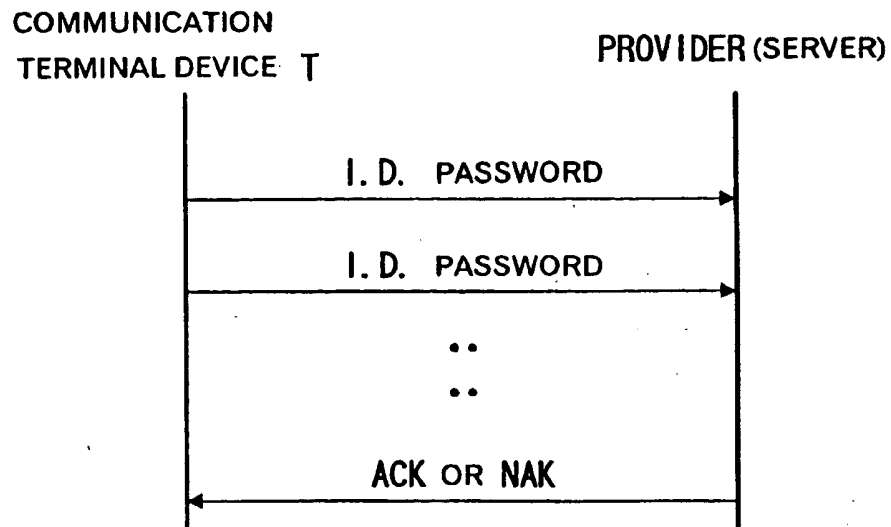 COMMUNICATION
TERMINAL DEVICE T
PROVIDER (SERVER)
I.D. PASSWORD
I.D. PASSWORD
ACK OR NAK